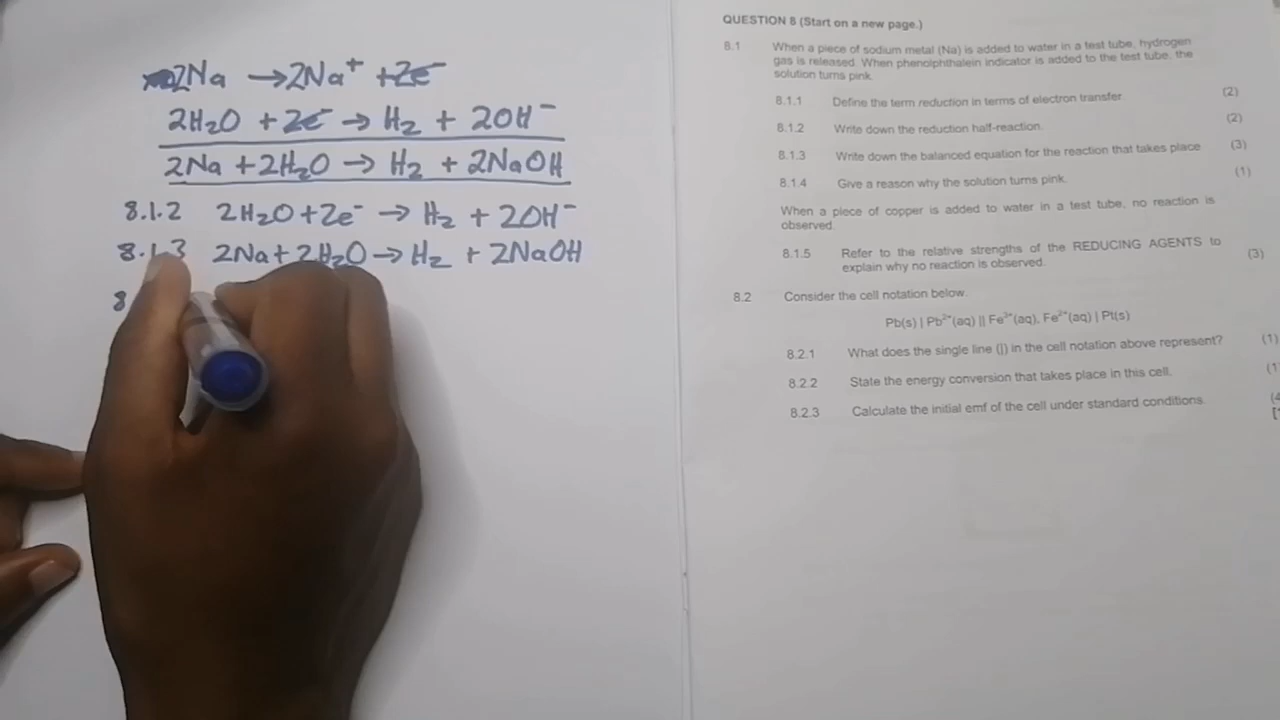 2Na → 2Na⁺ + 2e⁻
2H₂O + 2e⁻ → H₂ + 2OH⁻
2Na + 2H₂O → H₂ + 2NaOH
8.1.2 2H₂O + 2e⁻ → H₂ + 2OH⁻
8.1.3 2Na + 2H₂O → H₂ + 2NaOH
8
QUESTION 8 (Start on a new page.)
8.1 When a piece of sodium metal (Na) is added to water in a test tube, hydrogen
gas is released. When phenolphthalein indicator is added to the test tube, the
solution turns pink.
8.1.1 Define the term reduction in terms of electron transfer. (2)
8.1.2 Write down the reduction half-reaction. (2)
8.1.3 Write down the balanced equation for the reaction that takes place (3)
8.1.4 Give a reason why the solution turns pink. (1)
When a piece of copper is added to water in a test tube, no reaction is
observed.
8.1.5 Refer to the relative strengths of the REDUCING AGENTS to
explain why no reaction is observed. (3)
8.2 Consider the cell notation below.
Pb(s) | Pb²⁺(aq) || Fe³⁺(aq), Fe²⁺(aq) | Pt(s)
8.2.1 What does the single line (|) in the cell notation above represent? (1)
8.2.2 State the energy conversion that takes place in this cell. (1
8.2.3 Calculate the initial emf of the cell under standard conditions. (4
[